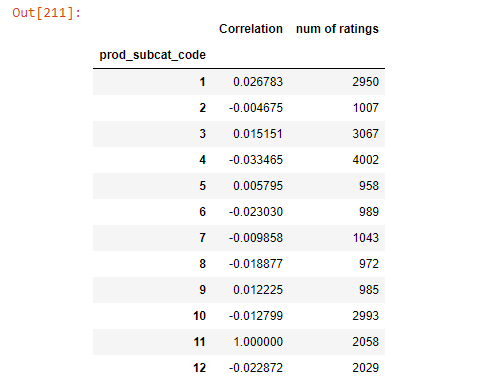 Out[211]:
Correlation num of ratings
prod_subcat_code
1 0.026783 2950
2 -0.004675 1007
3 0.015151 3067
4 -0.033465 4002
5 0.005795 958
6 -0.023030 989
7 -0.009858 1043
8 -0.018877 972
9 0.012225 985
10 -0.012799 2993
11 1.000000 2058
12 -0.022872 2029